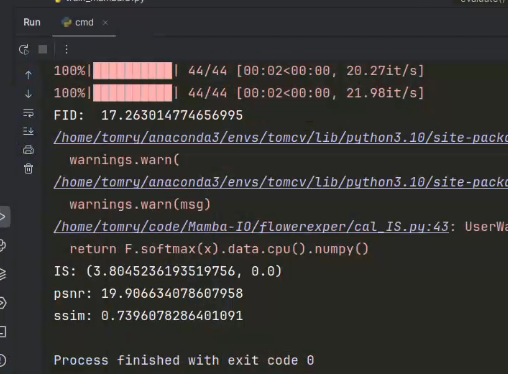 Run cmd ×
100%|██████████| 44/44 [00:02<00:00, 20.27it/s]
100%|██████████| 44/44 [00:02<00:00, 21.98it/s]
FID:  17.263014774656995
/home/tomry/anaconda3/envs/tomcv/lib/python3.10/site-packa
warnings.warn(
/home/tomry/anaconda3/envs/tomcv/lib/python3.10/site-packa
warnings.warn(msg)
/home/tomry/code/Mamba-IO/flowerexper/cal_IS.py:43: UserWa
return F.softmax(x).data.cpu().numpy()
IS: (3.8045236193519756, 0.0)
psnr: 19.906634078607958
ssim: 0.7396078286401091
Process finished with exit code 0